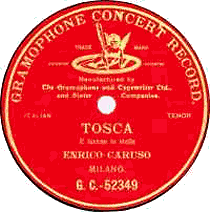 GRAMOPHONE CONCERT RECORD.
TRADE MARK
Manufactured by
The Gramophone and Typewriter Ltd.,
and Sister Companies.
ITALIAN TENOR
TOSCA
E lucean le stelle
ENRICO CARUSO
MILANO.
G. C.-52349